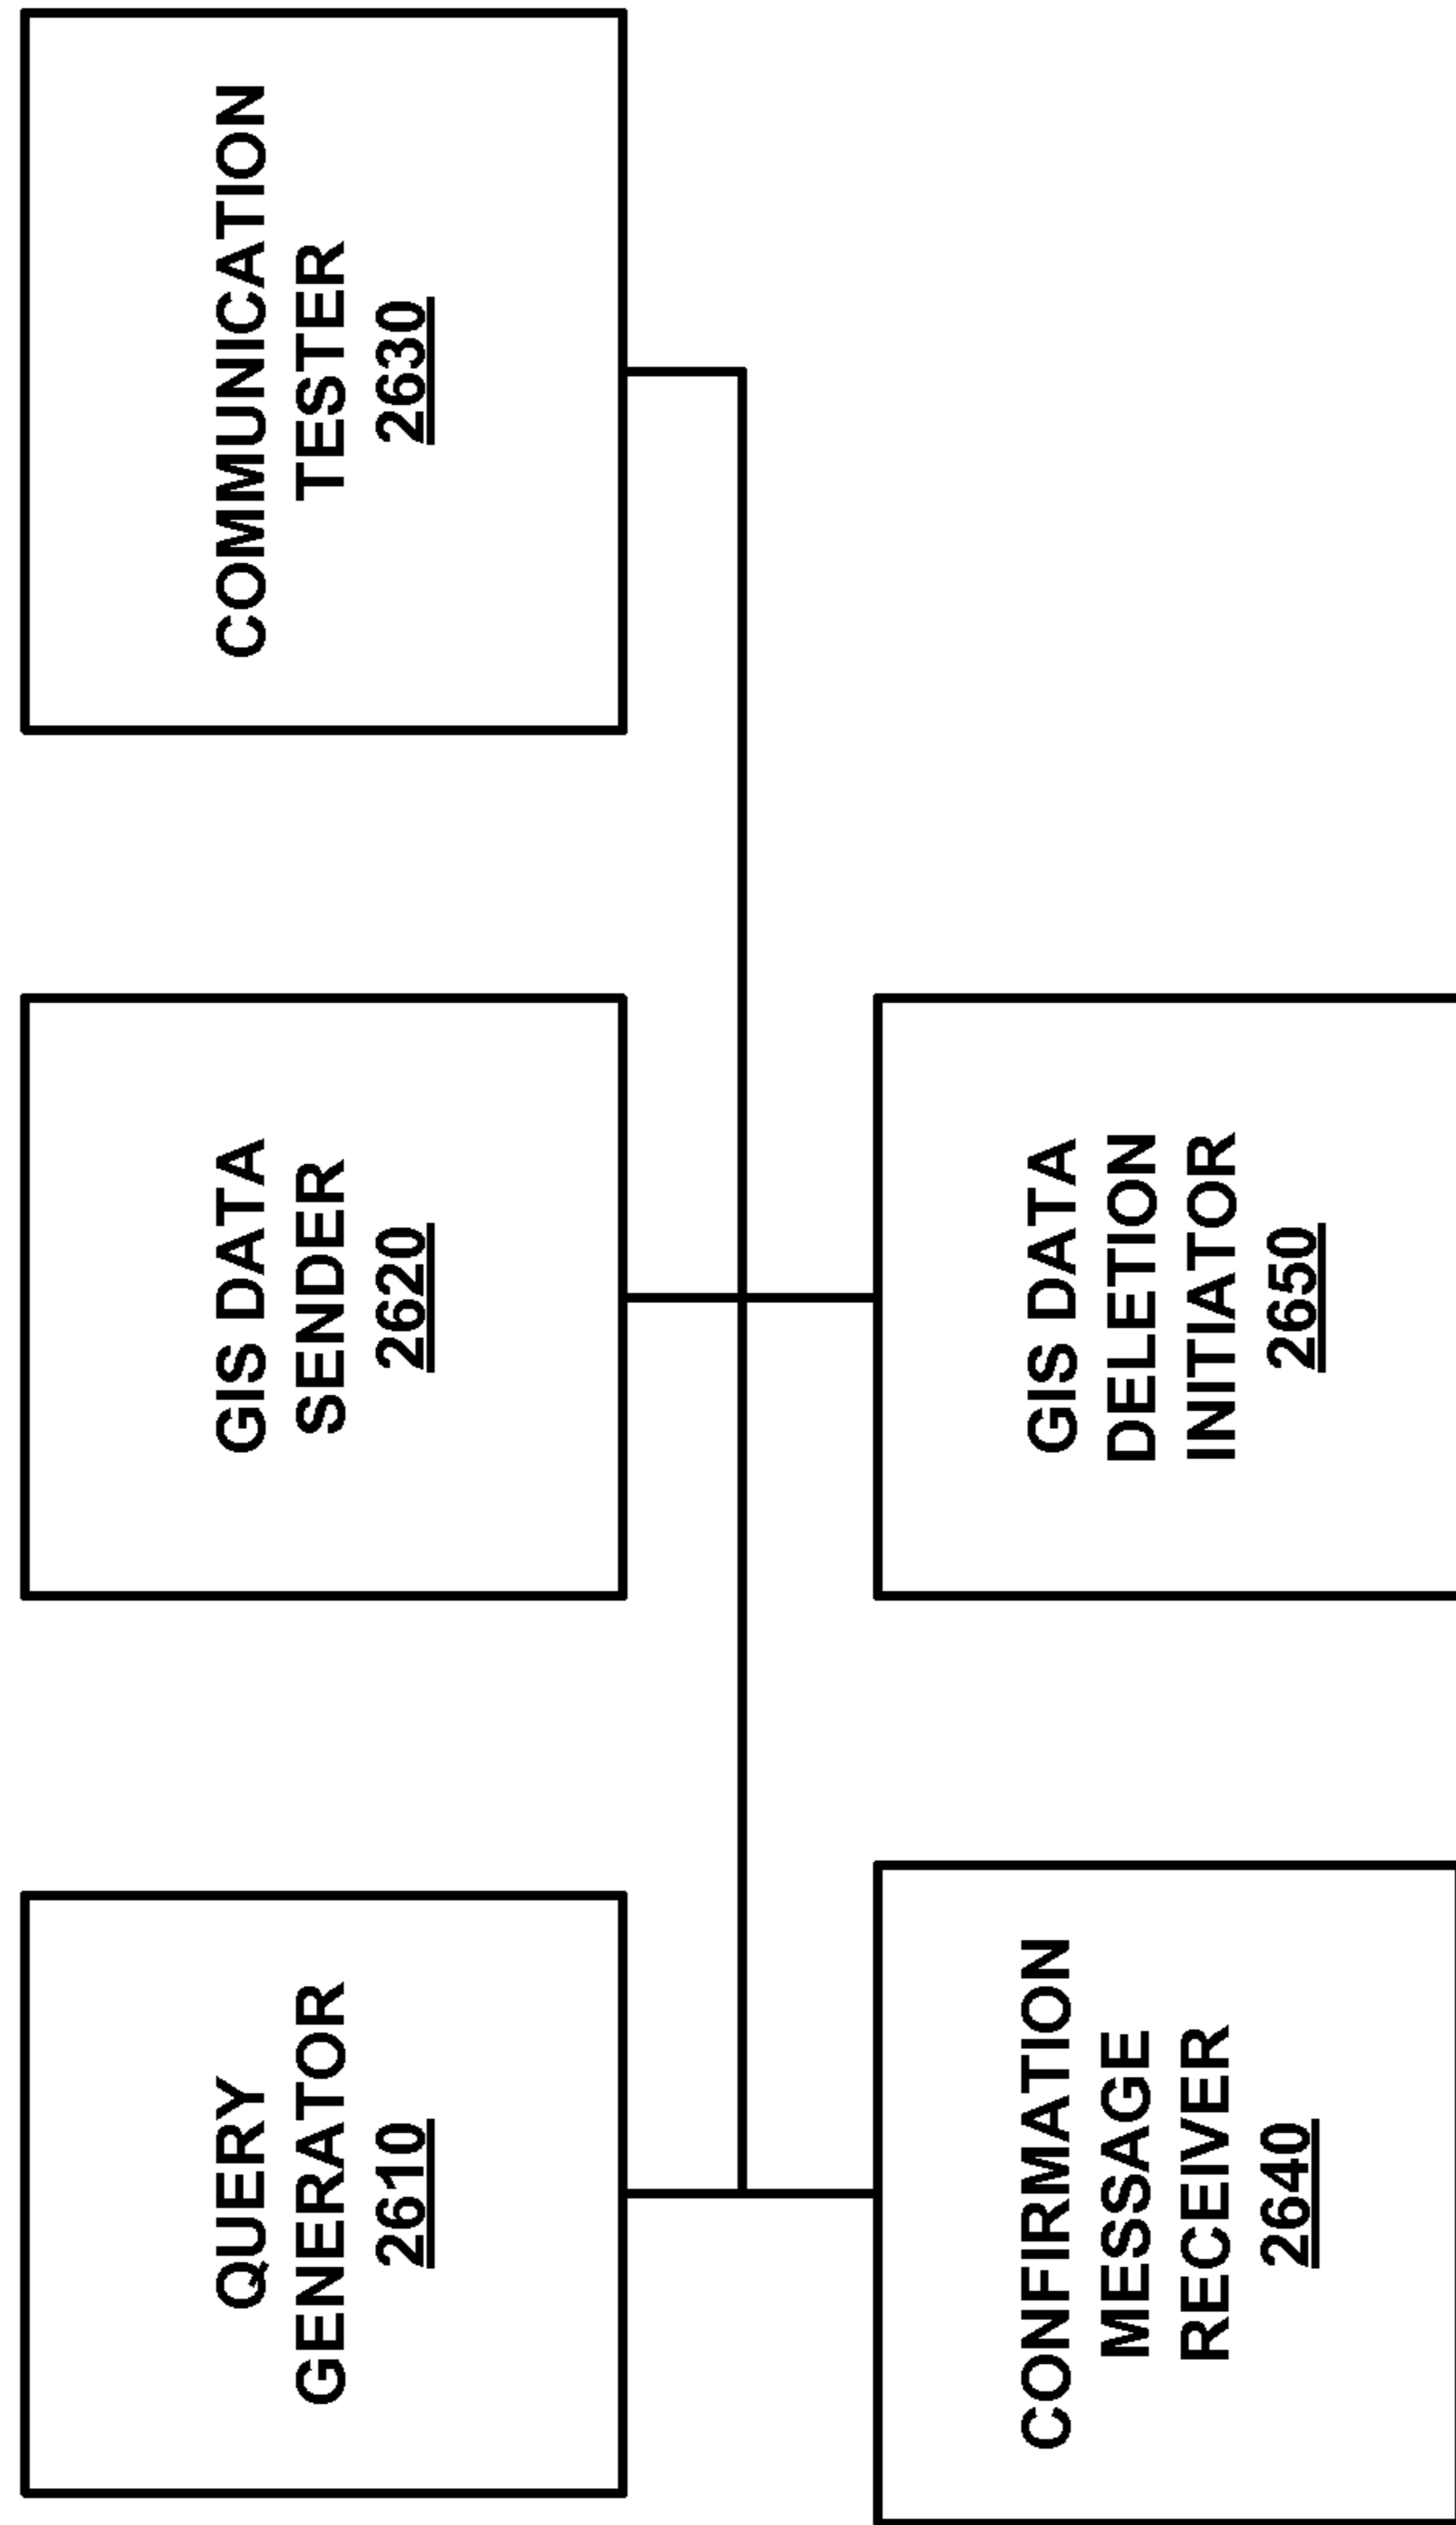 QUERY
GENERATOR
2610
GIS DATA
SENDER
2620
COMMUNICATION
TESTER
2630
CONFIRMATION
MESSAGE
RECEIVER
2640
GIS DATA
DELETION
INITIATOR
2650